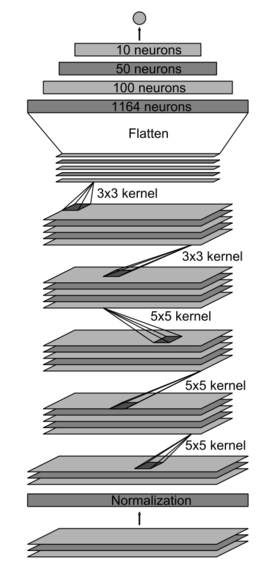 10 neurons
50 neurons
100 neurons
1164 neurons
Flatten
3x3 kernel
3x3 kernel
5x5 kernel
5x5 kernel
5x5 kernel
Normalization